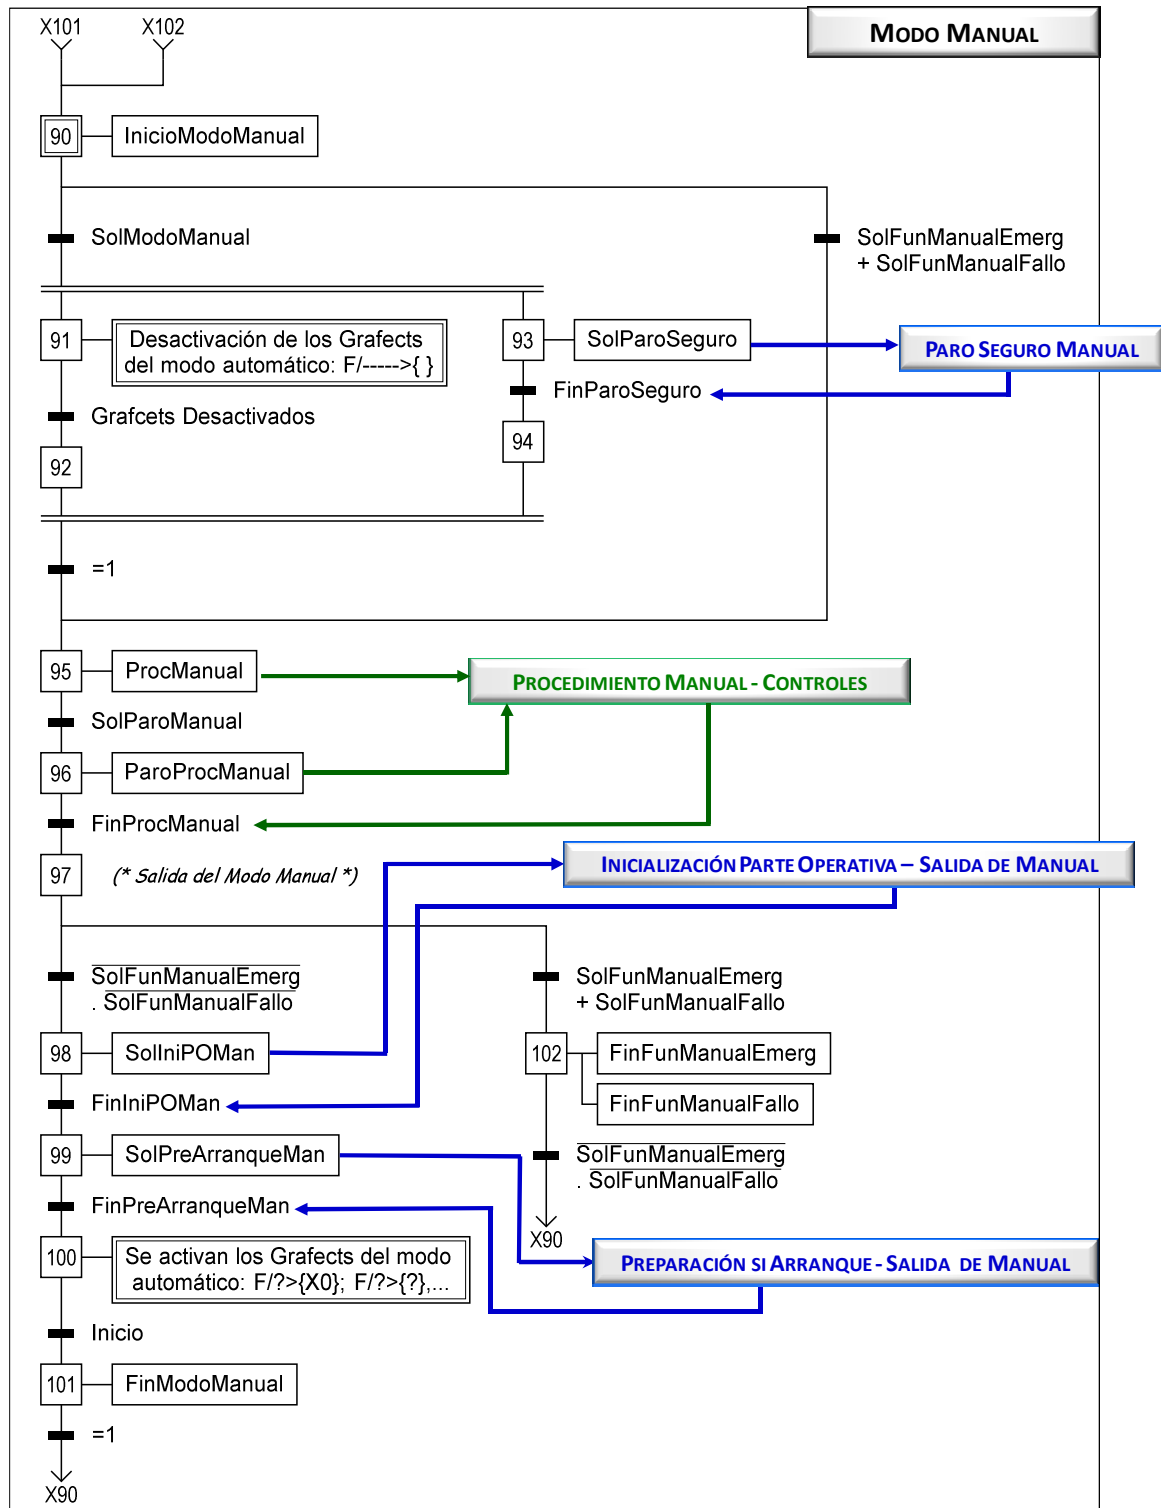 X101 X102
MODO MANUAL
90 InicioModoManual
SolModoManual
SolFunManualEmerg
+ SolFunManualFallo
91 Desactivación de los Grafects
del modo automático: F/----->{ }
93 SolParoSeguro
PARO SEGURO MANUAL
FinParoSeguro
Grafcets Desactivados
94
92
=1
95 ProcManual
PROCEDIMIENTO MANUAL - CONTROLES
SolParoManual
96 ParoProcManual
FinProcManual
97 (* Salida del Modo Manual *)
INICIALIZACIÓN PARTE OPERATIVA – SALIDA DE MANUAL
SolFunManualEmerg
. SolFunManualFallo
SolFunManualEmerg
+ SolFunManualFallo
98 SolIniPOMan
102 FinFunManualEmerg
FinFunManualFallo
FinIniPOMan
99 SolPreArranqueMan
SolFunManualEmerg
. SolFunManualFallo
FinPreArranqueMan
X90
100 Se activan los Grafects del modo
automático: F/?>{X0}; F/?>{?},...
PREPARACIÓN SI ARRANQUE - SALIDA DE MANUAL
Inicio
101 FinModoManual
=1
X90